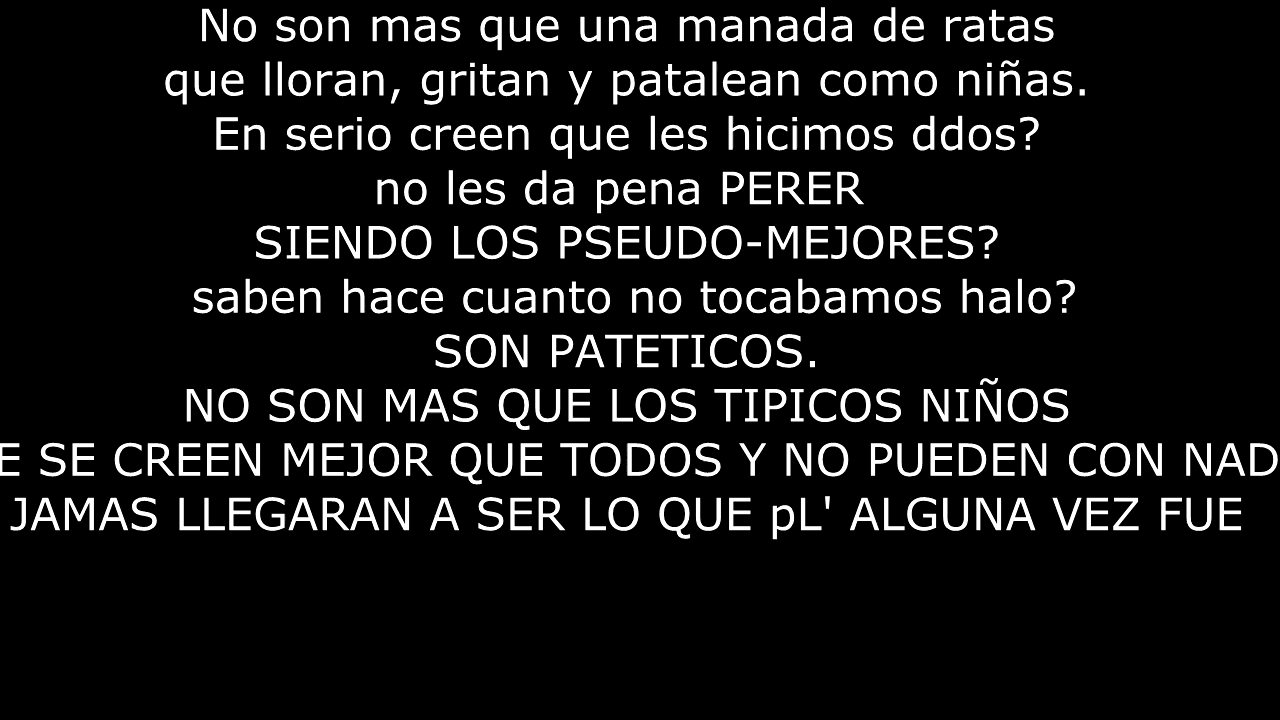 No son mas que una manada de ratas
que lloran, gritan y patalean como niñas.
En serio creen que les hicimos ddos?
no les da pena PERER
SIENDO LOS PSEUDO-MEJORES?
saben hace cuanto no tocabamos halo?
SON PATETICOS.
NO SON MAS QUE LOS TIPICOS NIÑOS
E SE CREEN MEJOR QUE TODOS Y NO PUEDEN CON NAD
JAMAS LLEGARAN A SER LO QUE pL' ALGUNA VEZ FUE